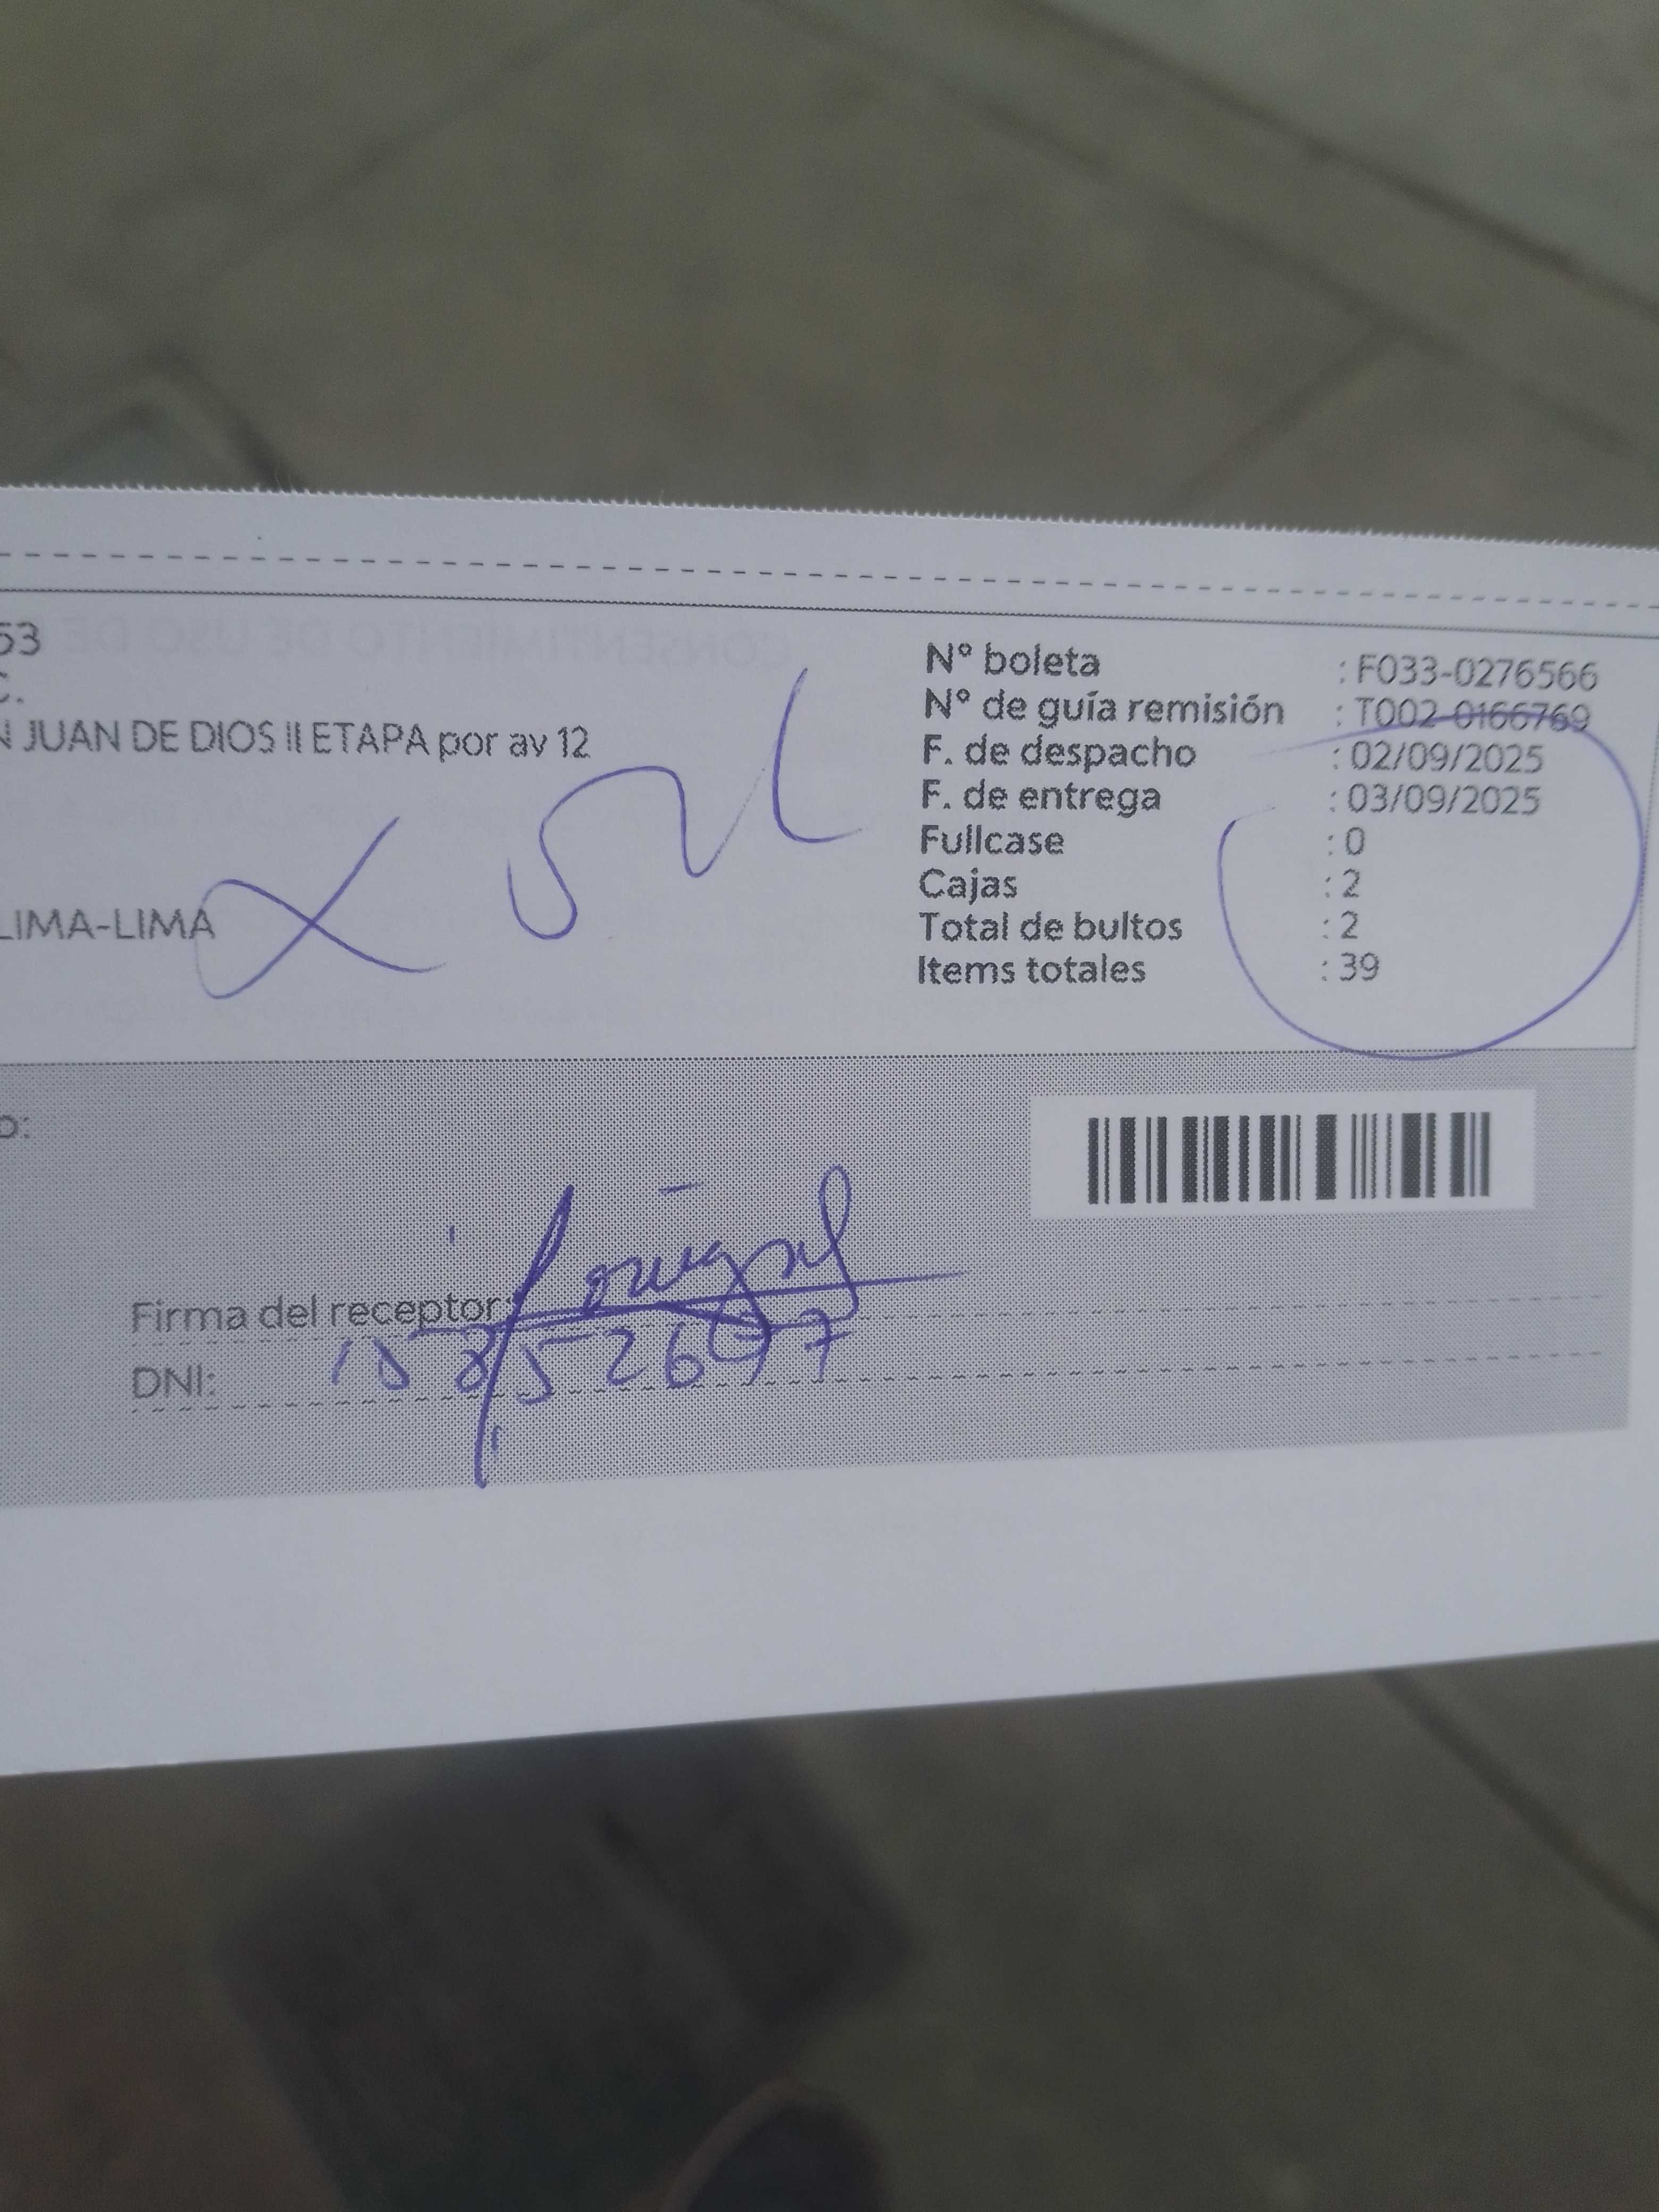 53
C.
N JUAN DE DIOS II ETAPA por av 12
LIMA-LIMA
N° boleta : F033-0276566
N° de guía remisión : T002-0166769
F. de despacho : 02/09/2025
F. de entrega : 03/09/2025
Fullcase : 0
Cajas : 2
Total de bultos : 2
Items totales : 39
o:
Firma del receptor:
DNI: